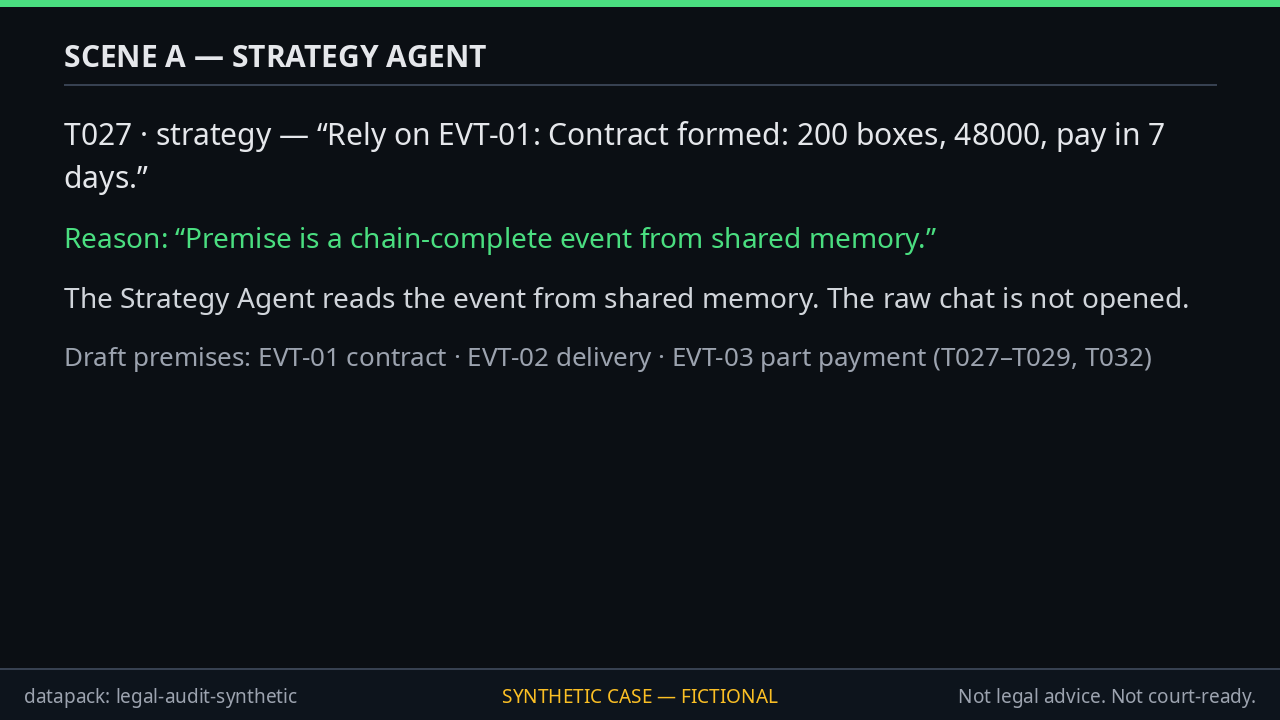 SCENE A — STRATEGY AGENT
T027 · strategy — “Rely on EVT-01: Contract formed: 200 boxes, 48000, pay in 7
days.”
Reason: “Premise is a chain-complete event from shared memory.”
The Strategy Agent reads the event from shared memory. The raw chat is not opened.
Draft premises: EVT-01 contract · EVT-02 delivery · EVT-03 part payment (T027–T029, T032)
datapack: legal-audit-synthetic
SYNTHETIC CASE — FICTIONAL
Not legal advice. Not court-ready.